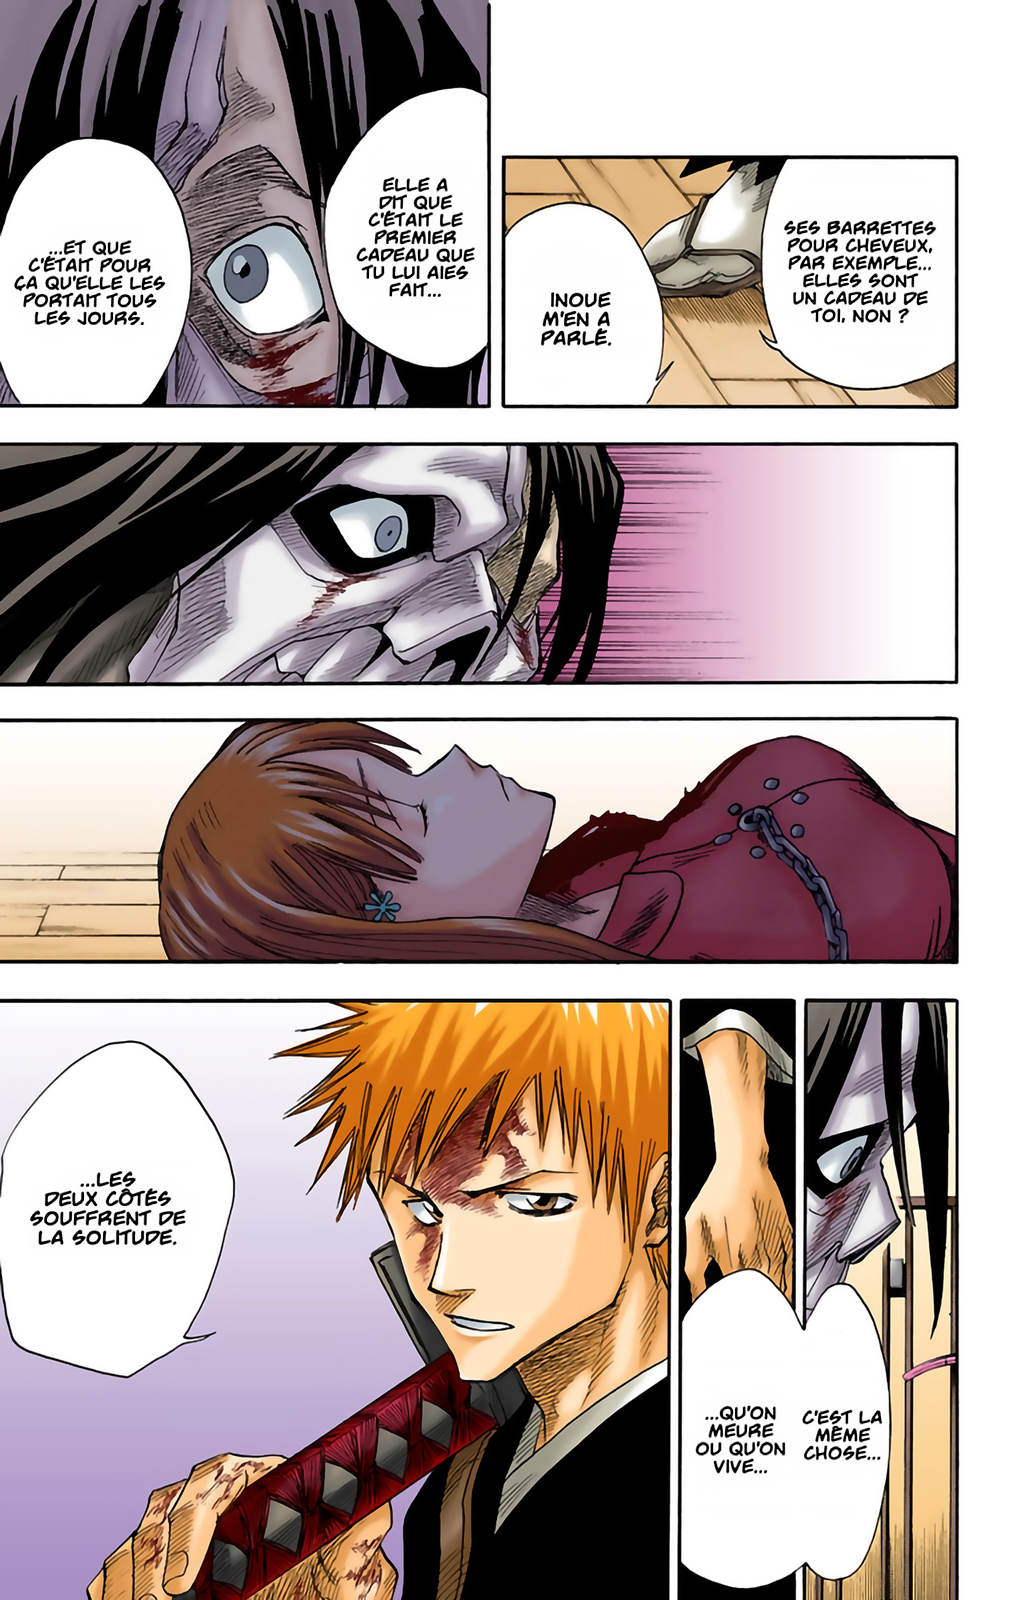 SES BARRETTES
POUR CHEVEUX,
PAR EXEMPLE...
ELLES SONT
UN CADEAU DE
TOI, NON ?
INOUE
M'EN A
PARLÉ.
ELLE A
DIT QUE
C'ÉTAIT LE
PREMIER
CADEAU QUE
TU LUI AIES
FAIT...
...ET QUE
C'ÉTAIT POUR
ÇA QU'ELLE LES
PORTAIT TOUS
LES JOURS.
C'EST LA
MÊME
CHOSE...
...QU'ON
MEURE
OU QU'ON
VIVE...
...LES
DEUX CÔTÉS
SOUFFRENT DE
LA SOLITUDE.